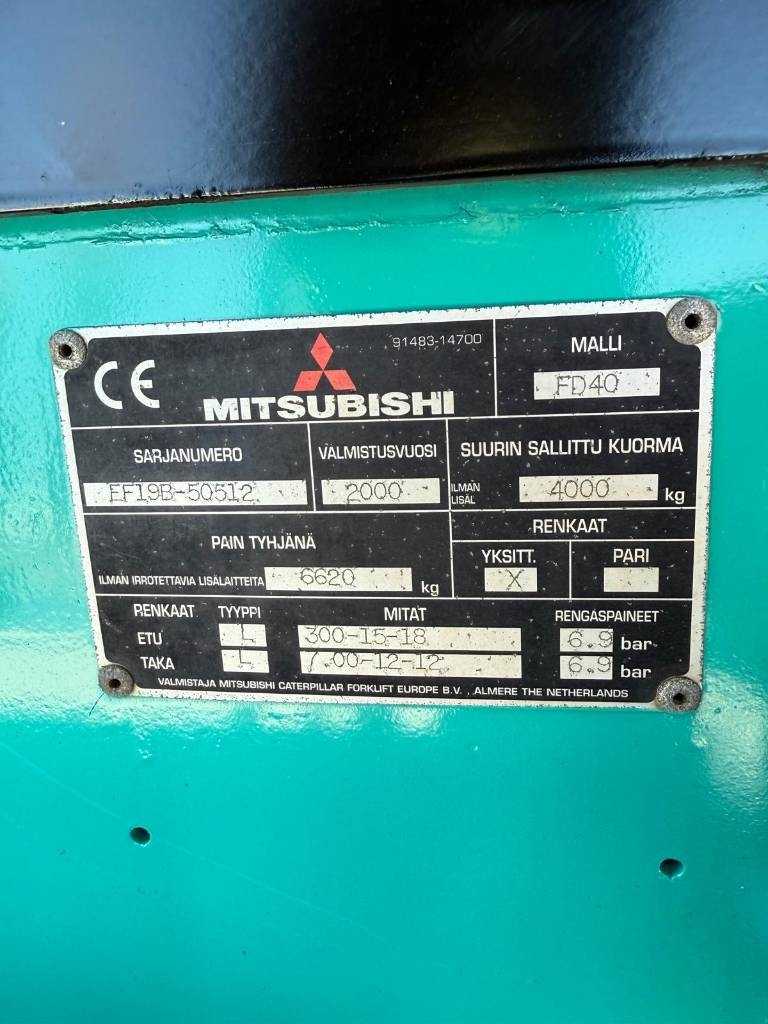 CE
91483-14700
MITSUBISHI
MALLI
FD40
SARJANUMERO
EF19B-50512
VALMISTUSVUOSI
2000
SUURIN SALLITTU KUORMA
ILMAN LISÄL 4000 kg
PAIN TYHJÄNÄ
ILMAN IRROTETTAVIA LISÄLAITTEITA 6620 kg
RENKAAT
YKSITT. PARI
X
RENKAAT TYYPPI MITAT RENGASPAINEET
ETU L 300-15-18 6.9 bar
TAKA L 7.00-12-12 6.9 bar
VALMISTAJA MITSUBISHI CATERPILLAR FORKLIFT EUROPE B.V. , ALMERE THE NETHERLANDS